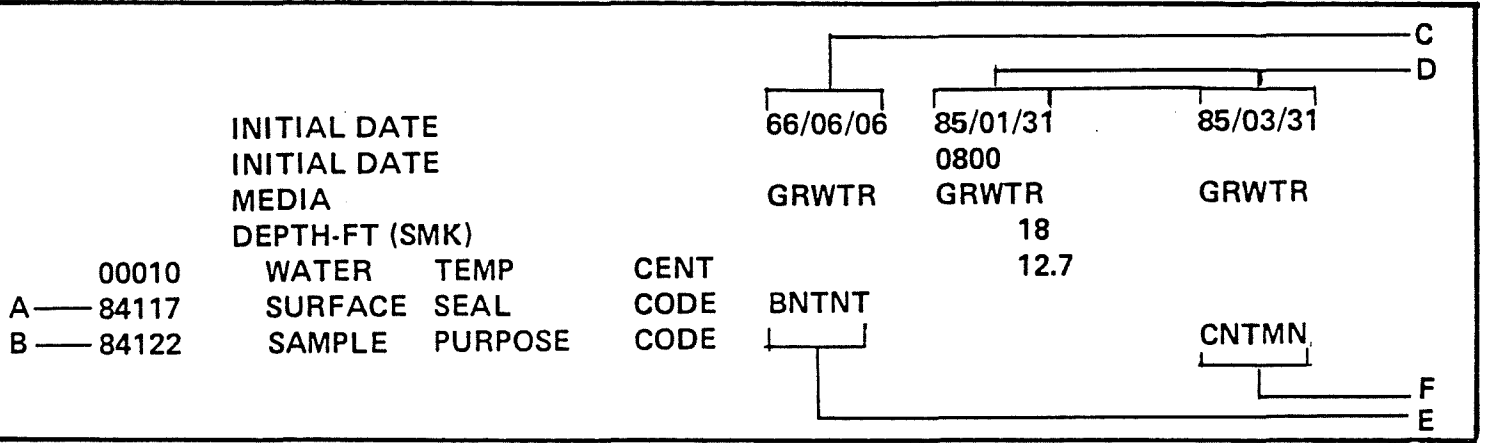 C
D
INITIAL DATE 66/06/06 85/01/31 85/03/31
INITIAL DATE 0800
MEDIA GRWTR GRWTR GRWTR
DEPTH-FT (SMK) 18
00010 WATER TEMP CENT 12.7
A 84117 SURFACE SEAL CODE BNTNT
B 84122 SAMPLE PURPOSE CODE CNTMN
F
E